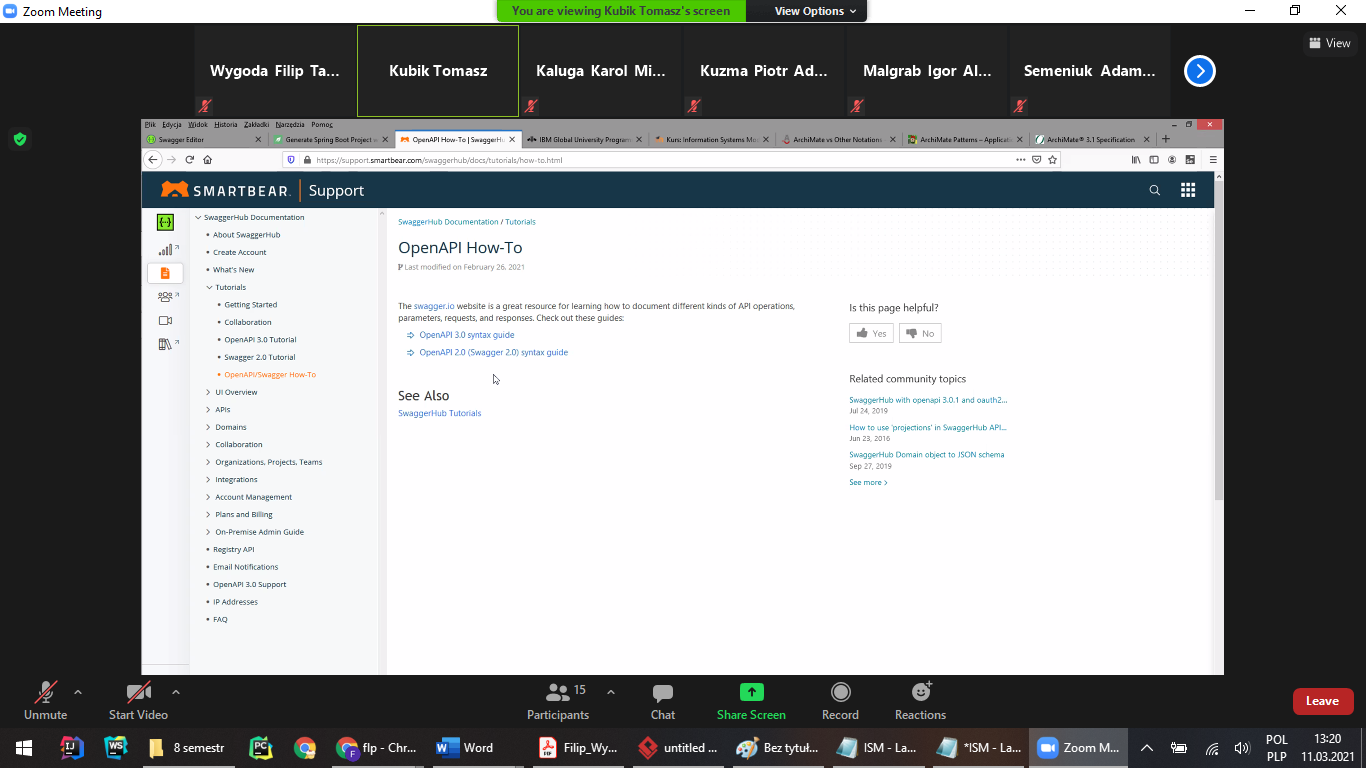 Zoom Meeting
You are viewing Kubik Tomasz's screen
View Options
View
Wygoda Filip Ta...
Kubik Tomasz
Kaluga Karol Mi...
Kuzma Piotr Ad...
Malgrab Igor Al...
Semeniuk Adam...
Plik Edycja Widok Historia Zakładki Narzędzia Pomoc
Swagger Editor
Generate Spring Boot Project
OpenAPI How-To | SwaggerH
IBM Global University Program
Kurs: Information Systems Mo
ArchiMate vs Other Notations
ArchiMate Patterns – Applicati
ArchiMate® 3.1 Specification
https://support.smartbear.com/swaggerhub/docs/tutorials/how-to.html
SMARTBEAR Support
SwaggerHub Documentation
About SwaggerHub
Create Account
What's New
Tutorials
Getting Started
Collaboration
OpenAPI 3.0 Tutorial
Swagger 2.0 Tutorial
OpenAPI/Swagger How-To
UI Overview
APIs
Domains
Collaboration
Organizations, Projects, Teams
Integrations
Account Management
Plans and Billing
On-Premise Admin Guide
Registry API
Email Notifications
OpenAPI 3.0 Support
IP Addresses
FAQ
SwaggerHub Documentation / Tutorials
OpenAPI How-To
Last modified on February 26, 2021
The swagger.io website is a great resource for learning how to document different kinds of API operations,
parameters, requests, and responses. Check out these guides:
OpenAPI 3.0 syntax guide
OpenAPI 2.0 (Swagger 2.0) syntax guide
See Also
SwaggerHub Tutorials
Is this page helpful?
Yes
No
Related community topics
SwaggerHub with openapi 3.0.1 and oauth2...
Jul 24, 2019
How to use 'projections' in SwaggerHub API...
Jun 23, 2016
SwaggerHub Domain object to JSON schema
Sep 27, 2019
See more >
Unmute
Start Video
15
Participants
Chat
Share Screen
Record
Reactions
Leave
8 semestr
flp - Chr...
Word
Filip_Wy...
untitled ...
Bez tytuł...
ISM - La...
*ISM - La...
Zoom M...
POL
PLP
13:20
11.03.2021